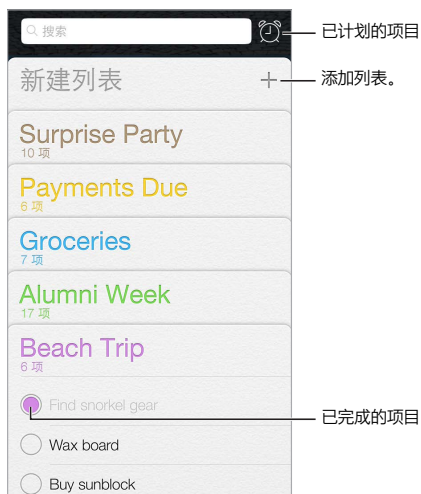 搜索
已计划的项目
新建列表
添加列表。
Surprise Party
10 项
Payments Due
6 项
Groceries
7 项
Alumni Week
17 项
Beach Trip
6 项
Find snorkel gear
已完成的项目
Wax board
Buy sunblock